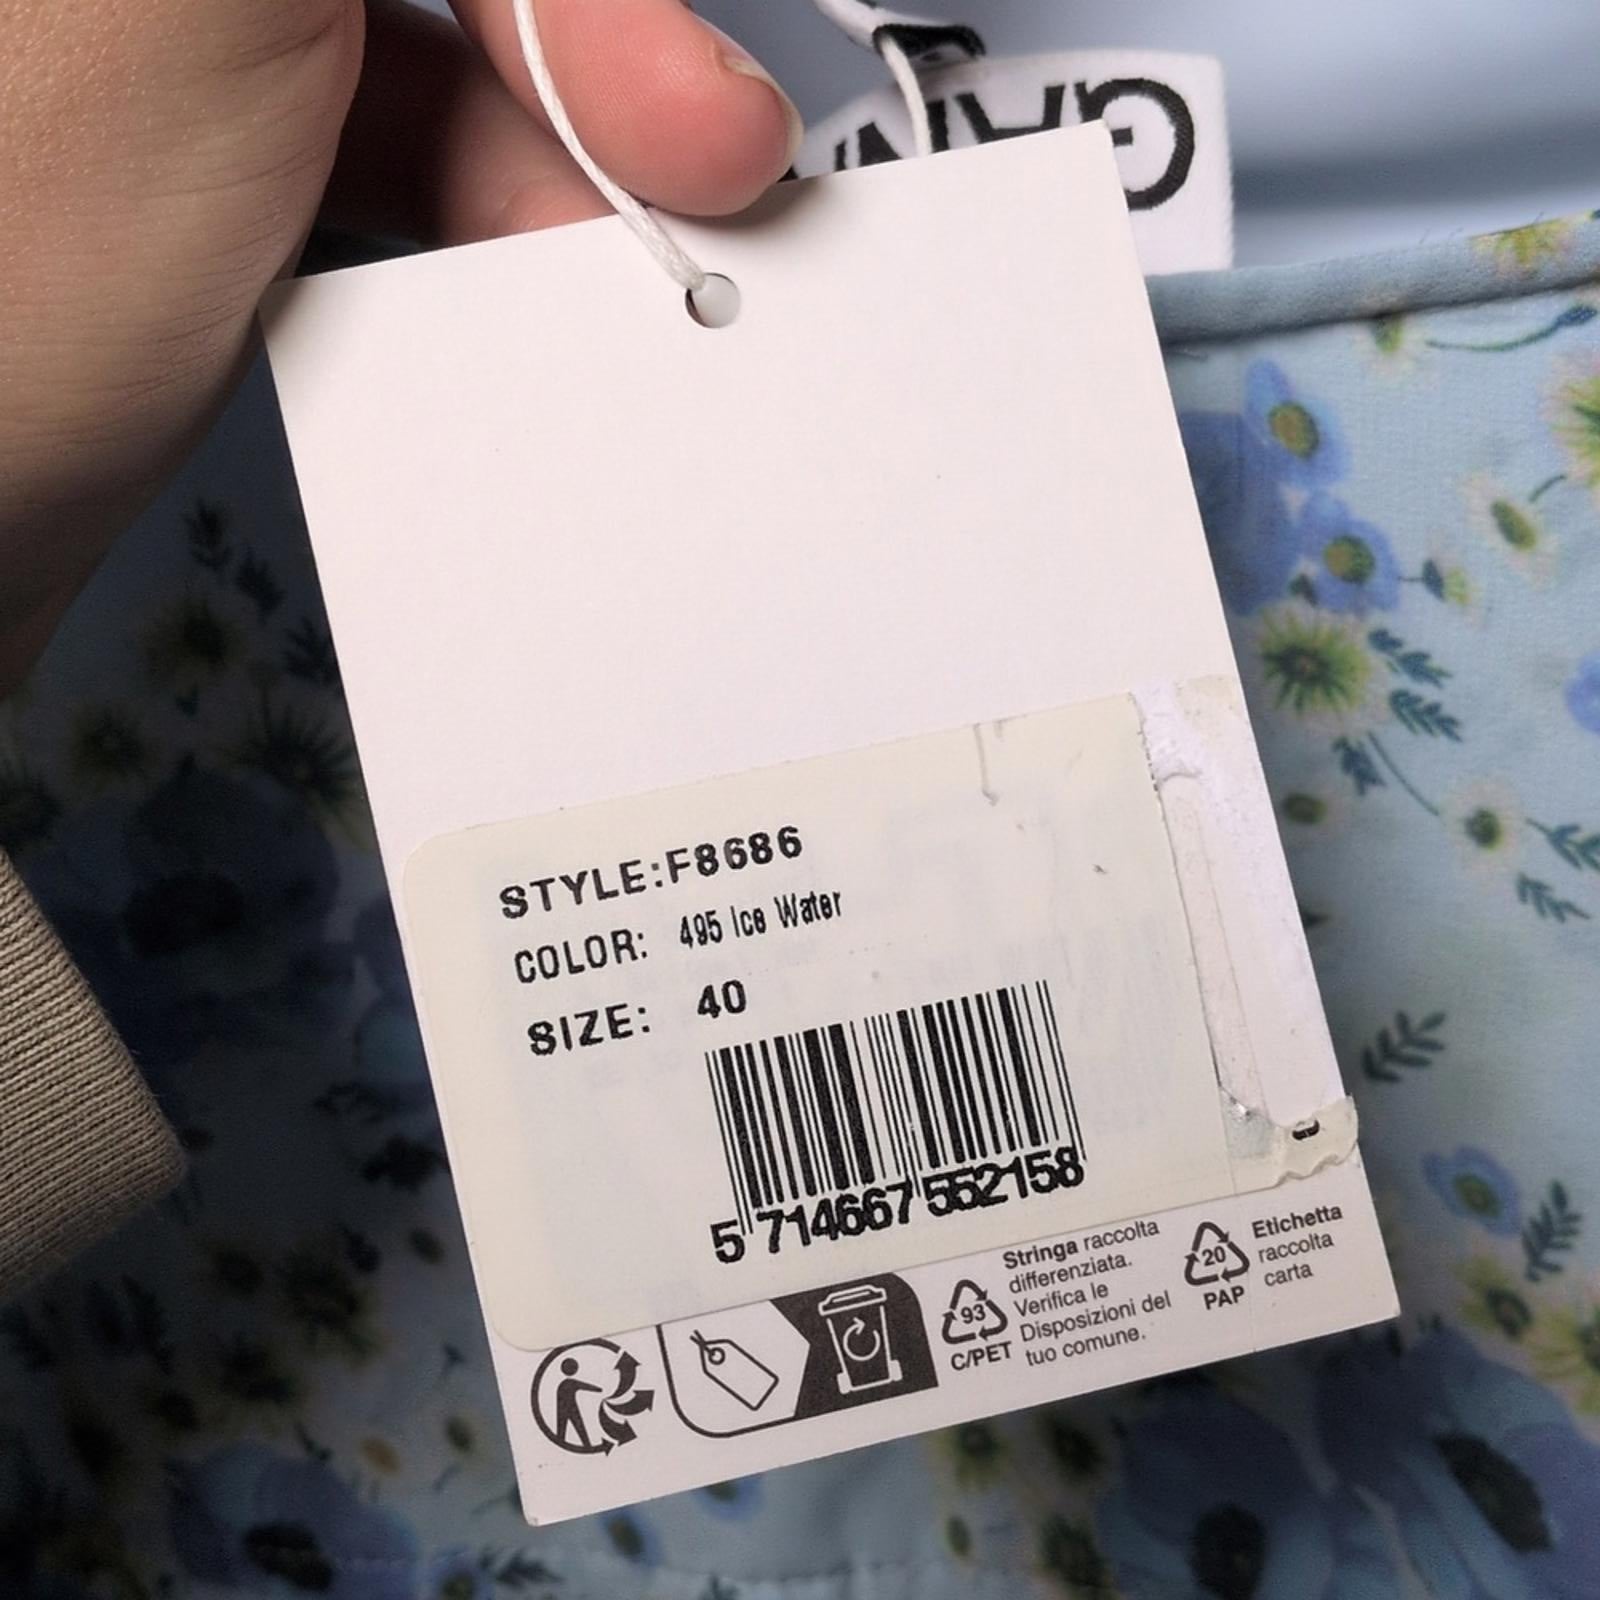 GAN
STYLE:F8686
COLOR: 495 Ice Water
SIZE: 40
5 714667 552158
93
C/PET
Stringa raccolta
differenziata.
Verifica le
Disposizioni del
tuo comune.
20
PAP
Etichetta
raccolta
carta